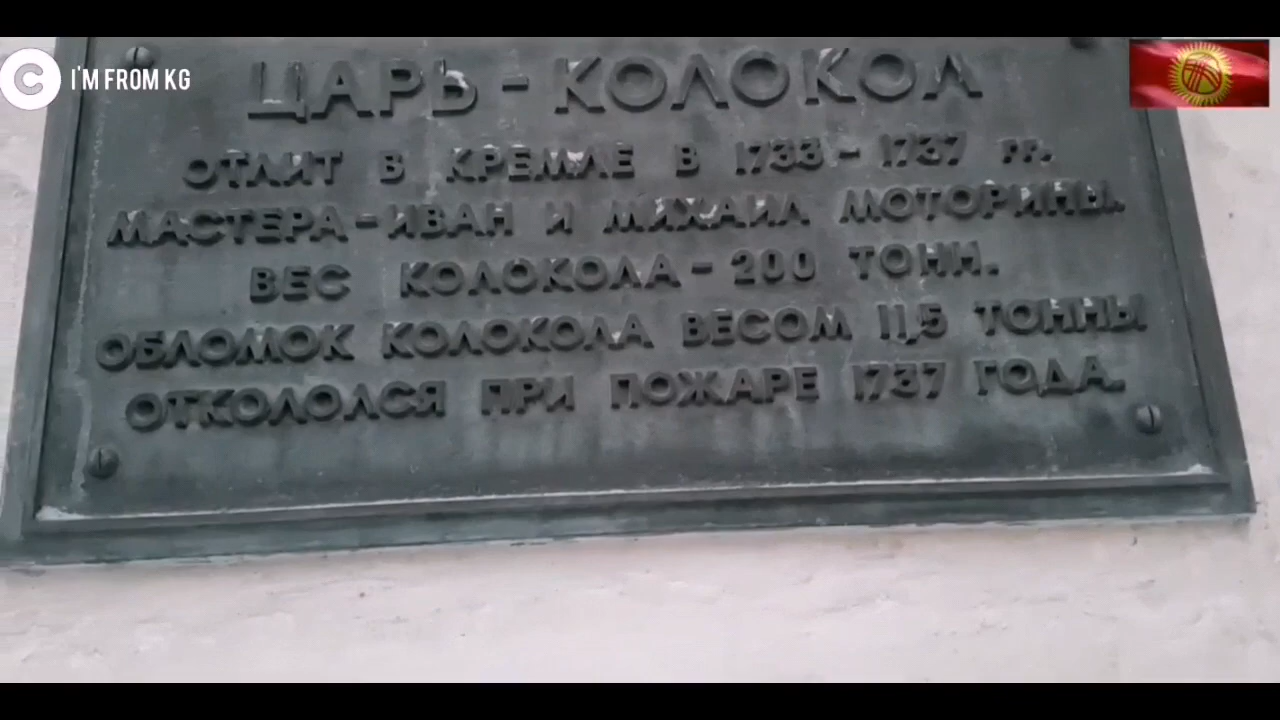 I'M FROM KG
ЦАРЬ-КОЛОКОЛ
ОТЛИТ В КРЕМЛЕ В 1733-1737 гг.
МАСТЕРА-ИВАН И МИХАИЛ МОТОРИНЫ.
ВЕС КОЛОКОЛА-200 ТОНН.
ОБЛОМОК КОЛОКОЛА ВЕСОМ 11,5 ТОННЫ
ОТКОЛОЛСЯ ПРИ ПОЖАРЕ 1737 ГОДА.